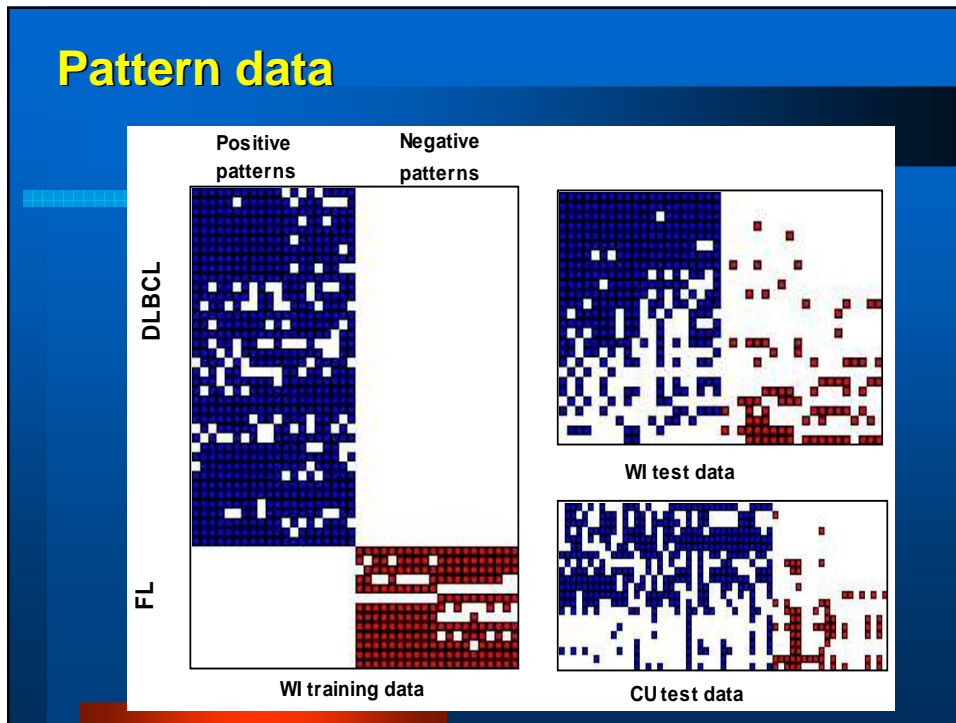 Pattern data
Positive
patterns
Negative
patterns
DLBCL
FL
WI training data
WI test data
CU test data